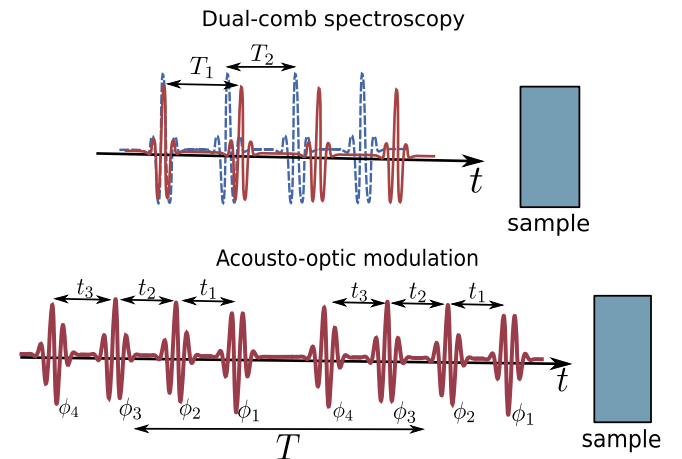 Dual-comb spectroscopy
T₁ T₂
t
sample
Acousto-optic modulation
t₃ t₂ t₁ t₃ t₂ t₁
t
ϕ₄ ϕ₃ ϕ₂ ϕ₁ ϕ₄ ϕ₃ ϕ₂ ϕ₁
sample
T